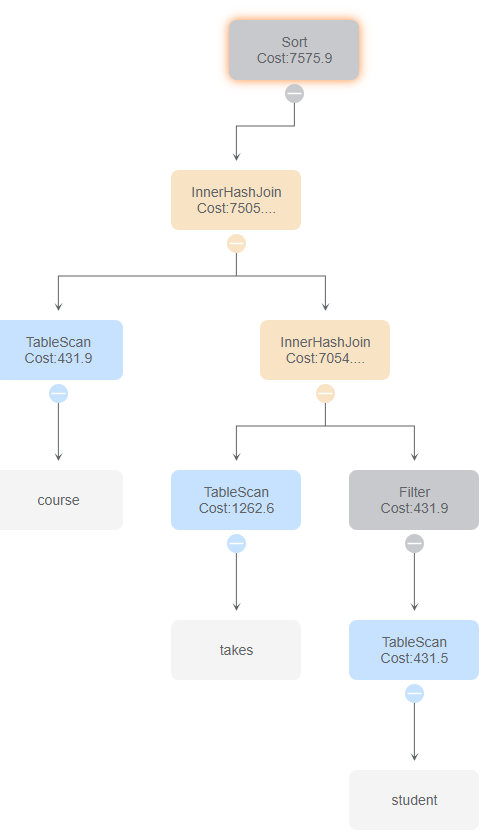 Sort
Cost:7575.9
InnerHashJoin
Cost:7505....
TableScan
Cost:431.9
InnerHashJoin
Cost:7054....
course
TableScan
Cost:1262.6
Filter
Cost:431.9
takes
TableScan
Cost:431.5
student